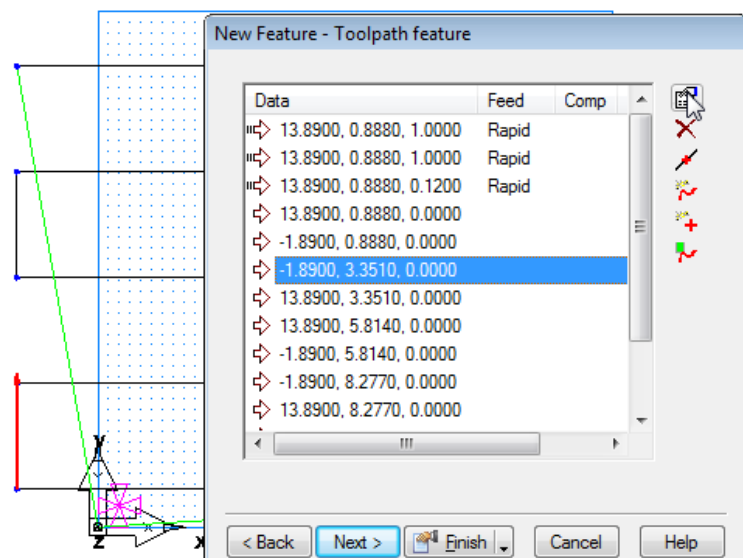 New Feature - Toolpath feature
Data Feed Comp
13.8900, 0.8880, 1.0000 Rapid
13.8900, 0.8880, 1.0000 Rapid
13.8900, 0.8880, 0.1200 Rapid
13.8900, 0.8880, 0.0000
-1.8900, 0.8880, 0.0000
-1.8900, 3.3510, 0.0000
13.8900, 3.3510, 0.0000
13.8900, 5.8140, 0.0000
-1.8900, 5.8140, 0.0000
-1.8900, 8.2770, 0.0000
13.8900, 8.2770, 0.0000
y
z x x
< Back Next > Finish Cancel Help